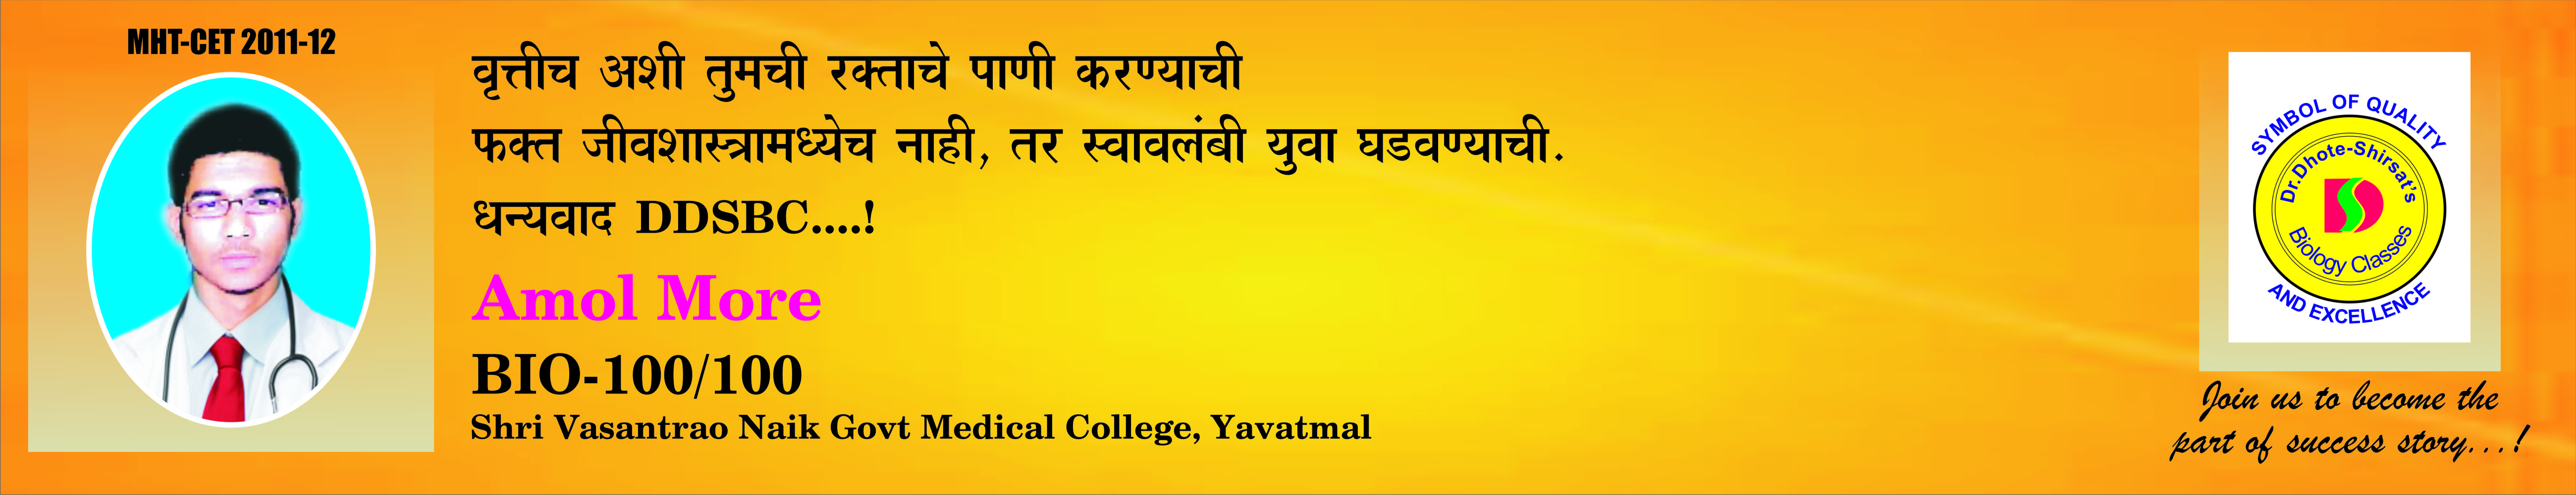 MHT-CET 2011-12
वृत्तीच अशी तुमची रक्ताचे पाणी करण्याची
फक्त जीवशास्त्रामध्येच नाही, तर स्वावलंबी युवा घडवण्याची.
धन्यवाद DDSBC....!
Amol More
BIO-100/100
Shri Vasantrao Naik Govt Medical College, Yavatmal
SYMBOL OF QUALITY
Dr.Dhote-Shirsat's
Biology Classes
AND EXCELLENCE
Join us to become the
part of success story...!